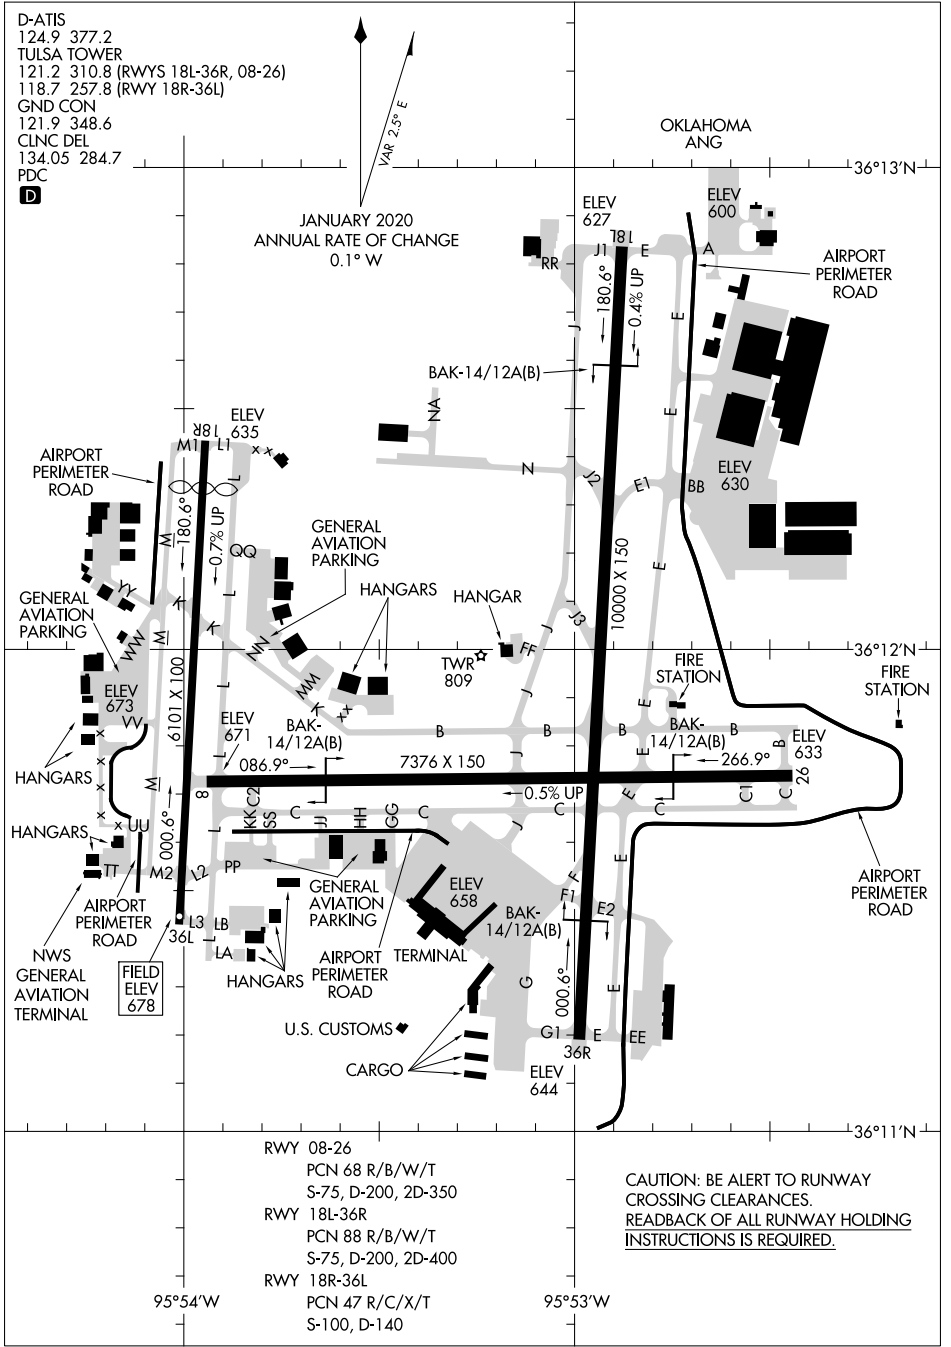 D-ATIS
124.9 377.2
TULSA TOWER
121.2 310.8 (RWYS 18L-36R, 08-26)
118.7 257.8 (RWY 18R-36L)
GND CON
121.9 348.6
CLNC DEL
134.05 284.7
PDC
D
VAR 2.5° E
JANUARY 2020
ANNUAL RATE OF CHANGE
0.1° W
OKLAHOMA
ANG
36°13'N
ELEV
627
ELEV
600
18L
J1
E
A
RR
AIRPORT
PERIMETER
ROAD
180.6°
0.4% UP
J
E
BAK-14/12A(B)
NA
E
ELEV
635
18R
M1
L1
x x
AIRPORT
PERIMETER
ROAD
L
N
J2
E1
BB
ELEV
630
180.6°
0.7% UP
M
QQ
GENERAL
AVIATION
PARKING
10000 X 150
E
YY
K
L
HANGARS
HANGAR
GENERAL
AVIATION
PARKING
K
J
J3
WW
M
NN
FF
36°12'N
TWR
809
FIRE
STATION
FIRE
STATION
ELEV
673
6101 X 100
L
MM
J
E
VV
K
x x
ELEV
671
BAK-
14/12A(B)
B
B
B
BAK-
14/12A(B)
B
B
ELEV
633
x
x
x
x
x
HANGARS
M
L
086.9°
7376 X 150
J
E
266.9°
26
8
0.5% UP
E
C1
C
KK
C2
SS
C
JJ
HH
GG
C
J
C
C
HANGARS
UU
000.6°
L
E
TT
M2
L2
PP
F
AIRPORT
PERIMETER
ROAD
GENERAL
AVIATION
PARKING
ELEV
658
F1
E2
AIRPORT
PERIMETER
ROAD
BAK-
14/12A(B)
36L
L3
LB
L
LA
NWS
GENERAL
AVIATION
TERMINAL
FIELD
ELEV
678
HANGARS
AIRPORT
PERIMETER
ROAD
TERMINAL
G
000.6°
E
U.S. CUSTOMS
G1
E
EE
36R
CARGO
ELEV
644
36°11'N
RWY 08-26
PCN 68 R/B/W/T
S-75, D-200, 2D-350
RWY 18L-36R
PCN 88 R/B/W/T
S-75, D-200, 2D-400
RWY 18R-36L
PCN 47 R/C/X/T
S-100, D-140
CAUTION: BE ALERT TO RUNWAY
CROSSING CLEARANCES.
READBACK OF ALL RUNWAY HOLDING
INSTRUCTIONS IS REQUIRED.
95°54'W
95°53'W